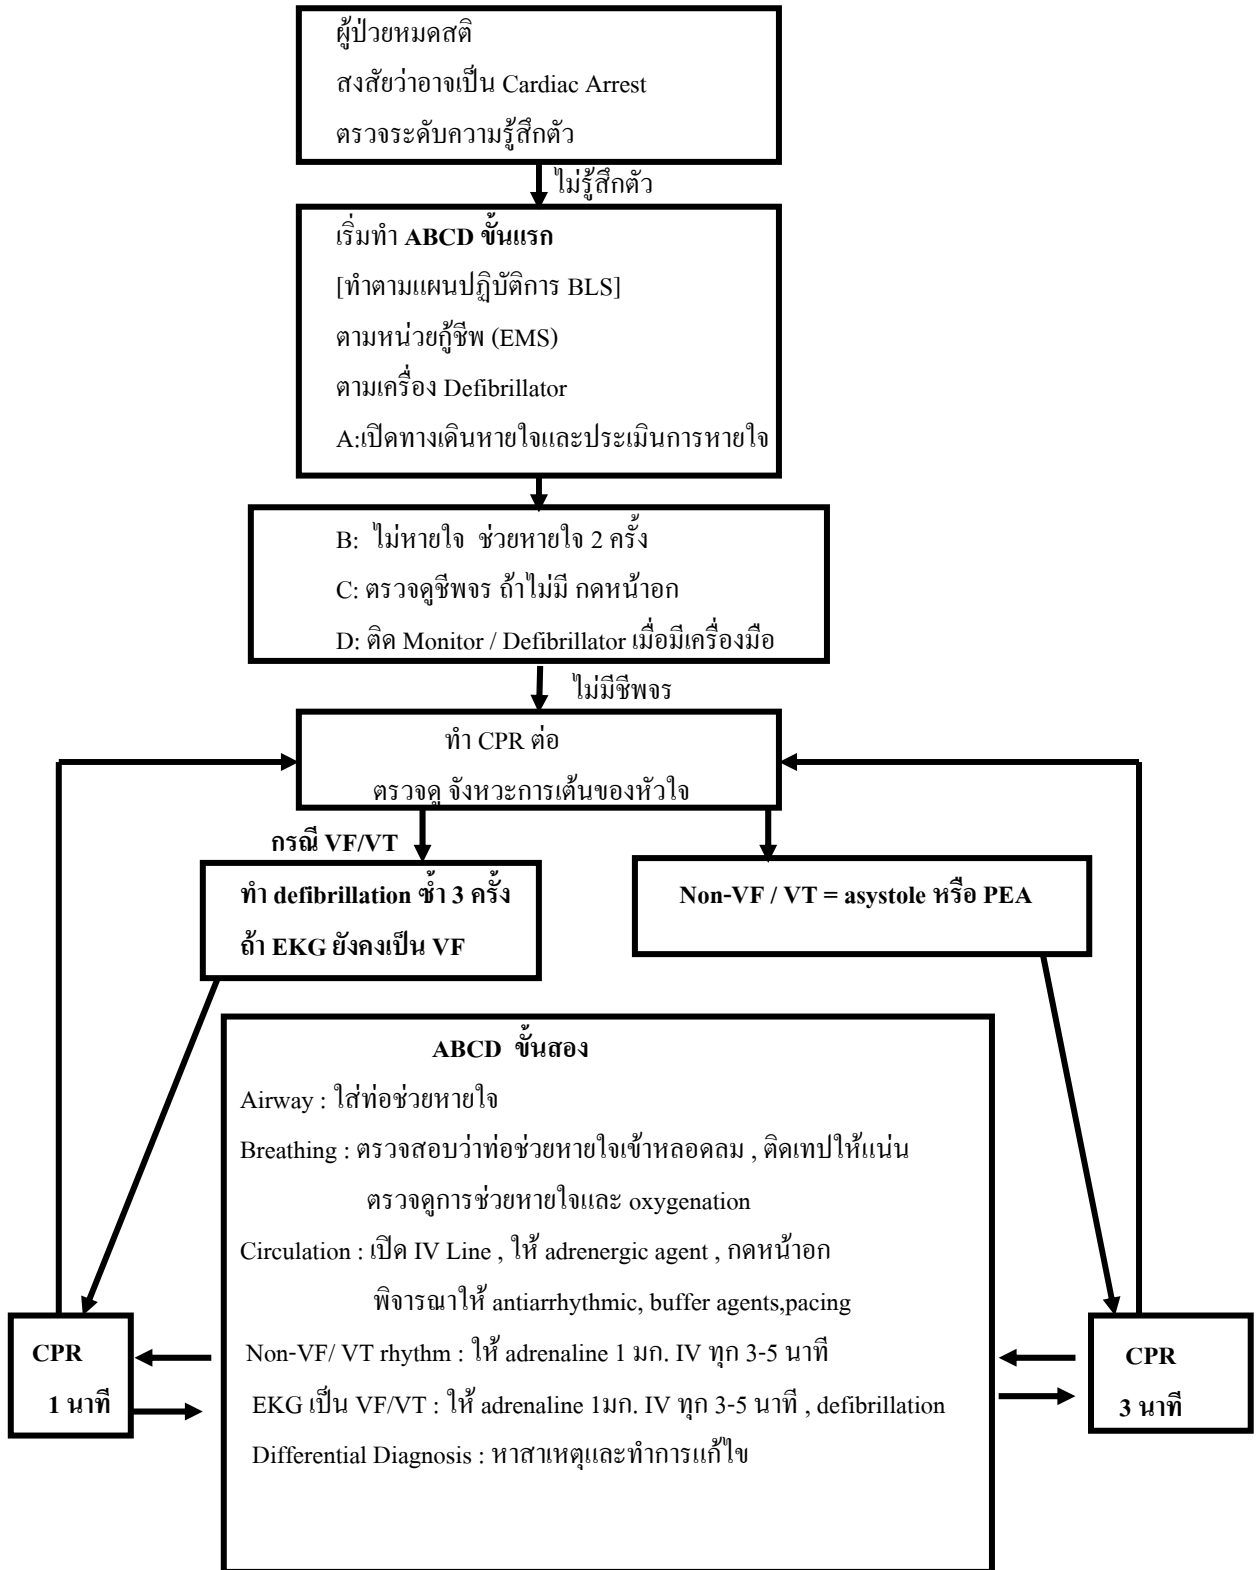 ผู้ป่วยหมดสติ
สงสัยว่าอาจเป็น Cardiac Arrest
ตรวจระดับความรู้สึกตัว
ไม่รู้สึกตัว
เริ่มทำ ABCD ขั้นแรก
[ทำตามแผนปฏิบัติการ BLS]
ตามหน่วยกู้ชีพ (EMS)
ตามเครื่อง Defibrillator
A:เปิดทางเดินหายใจและประเมินการหายใจ
B: ไม่หายใจ ช่วยหายใจ 2 ครั้ง
C: ตรวจดูชีพจร ถ้าไม่มี กดหน้าอก
D: ติด Monitor / Defibrillator เมื่อมีเครื่องมือ
ไม่มีชีพจร
ทำ CPR ต่อ
ตรวจดู จังหวะการเต้นของหัวใจ
กรณี VF/VT
ทำ defibrillation ซ้ำ 3 ครั้ง
ถ้า EKG ยังคงเป็น VF
Non-VF / VT = asystole หรือ PEA
ABCD ขั้นสอง
Airway : ใส่ท่อช่วยหายใจ
Breathing : ตรวจสอบว่าท่อช่วยหายใจเข้าหลอดลม , ติดเทปให้แน่น
ตรวจดูการช่วยหายใจและ oxygenation
Circulation : เปิด IV Line , ให้ adrenergic agent , กดหน้าอก
พิจารณาให้ antiarrhythmic, buffer agents,pacing
Non-VF/ VT rhythm : ให้ adrenaline 1 มก. IV ทุก 3-5 นาที
EKG เป็น VF/VT : ให้ adrenaline 1มก. IV ทุก 3-5 นาที , defibrillation
Differential Diagnosis : หาสาเหตุและทำการแก้ไข
CPR
1 นาที
CPR
3 นาที